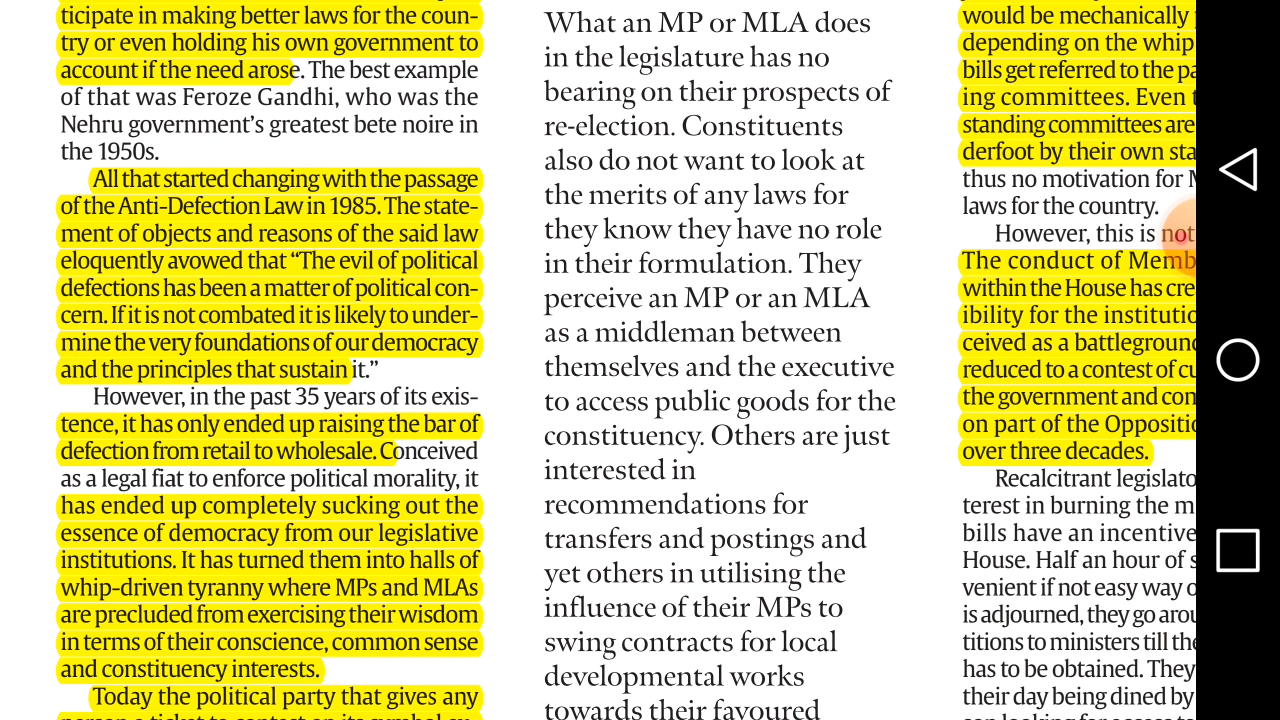 ticipate in making better laws for the coun-
try or even holding his own government to
account if the need arose. The best example
of that was Feroze Gandhi, who was the
Nehru government's greatest bete noire in
the 1950s.
All that started changing with the passage
of the Anti-Defection Law in 1985. The state-
ment of objects and reasons of the said law
eloquently avowed that “The evil of political
defections has been a matter of political con-
cern. If it is not combated it is likely to under-
mine the very foundations of our democracy
and the principles that sustain it.”
However, in the past 35 years of its exis-
tence, it has only ended up raising the bar of
defection from retail to wholesale. Conceived
as a legal fiat to enforce political morality, it
has ended up completely sucking out the
essence of democracy from our legislative
institutions. It has turned them into halls of
whip-driven tyranny where MPs and MLAs
are precluded from exercising their wisdom
in terms of their conscience, common sense
and constituency interests.
Today the political party that gives any
What an MP or MLA does
in the legislature has no
bearing on their prospects of
re-election. Constituents
also do not want to look at
the merits of any laws for
they know they have no role
in their formulation. They
perceive an MP or an MLA
as a middleman between
themselves and the executive
to access public goods for the
constituency. Others are just
interested in
recommendations for
transfers and postings and
yet others in utilising the
influence of their MPs to
swing contracts for local
developmental works
towards their favoured
would be mechanically
depending on the whip
bills get referred to the pa
ing committees. Even
standing committees are
derfoot by their own sta
thus no motivation for M
laws for the country.
However, this is not
The conduct of Memb
within the House has cre
ibility for the institutio
ceived as a battleground
reduced to a contest of cu
the government and con
on part of the Oppositio
over three decades.
Recalcitrant legislato
terest in burning the m
bills have an incentive
House. Half an hour of s
venient if not easy way o
is adjourned, they go arou
titions to ministers till the
has to be obtained. They
their day being dined by